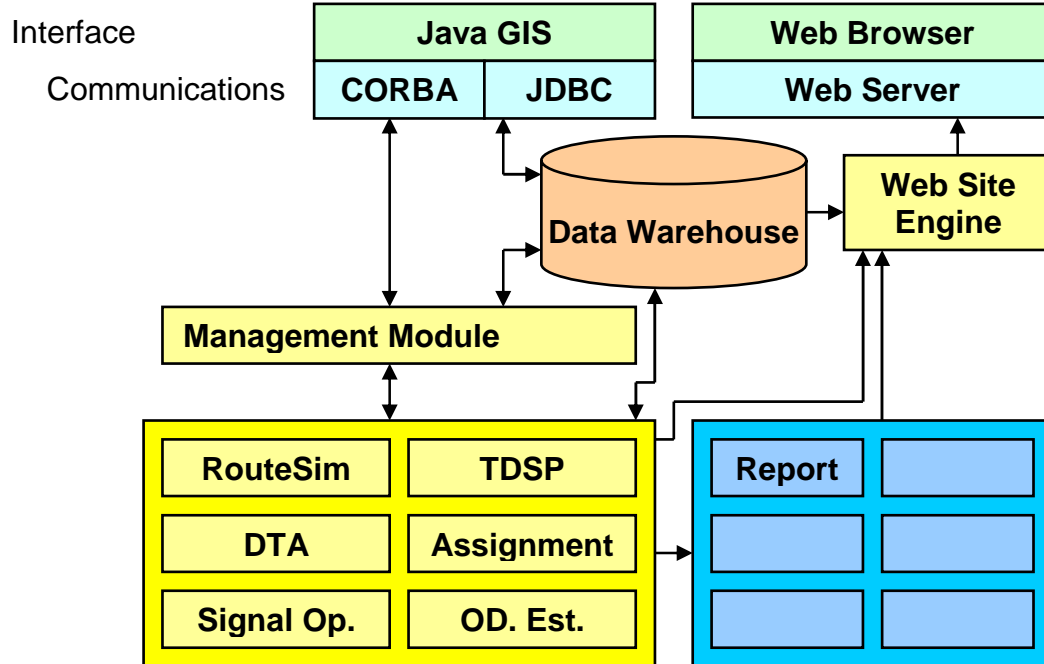 Interface
Java GIS
Web Browser
Communications
CORBA
JDBC
Web Server
Web Site
Engine
Data Warehouse
Management Module
RouteSim
TDSP
Report
DTA
Assignment
Signal Op.
OD. Est.